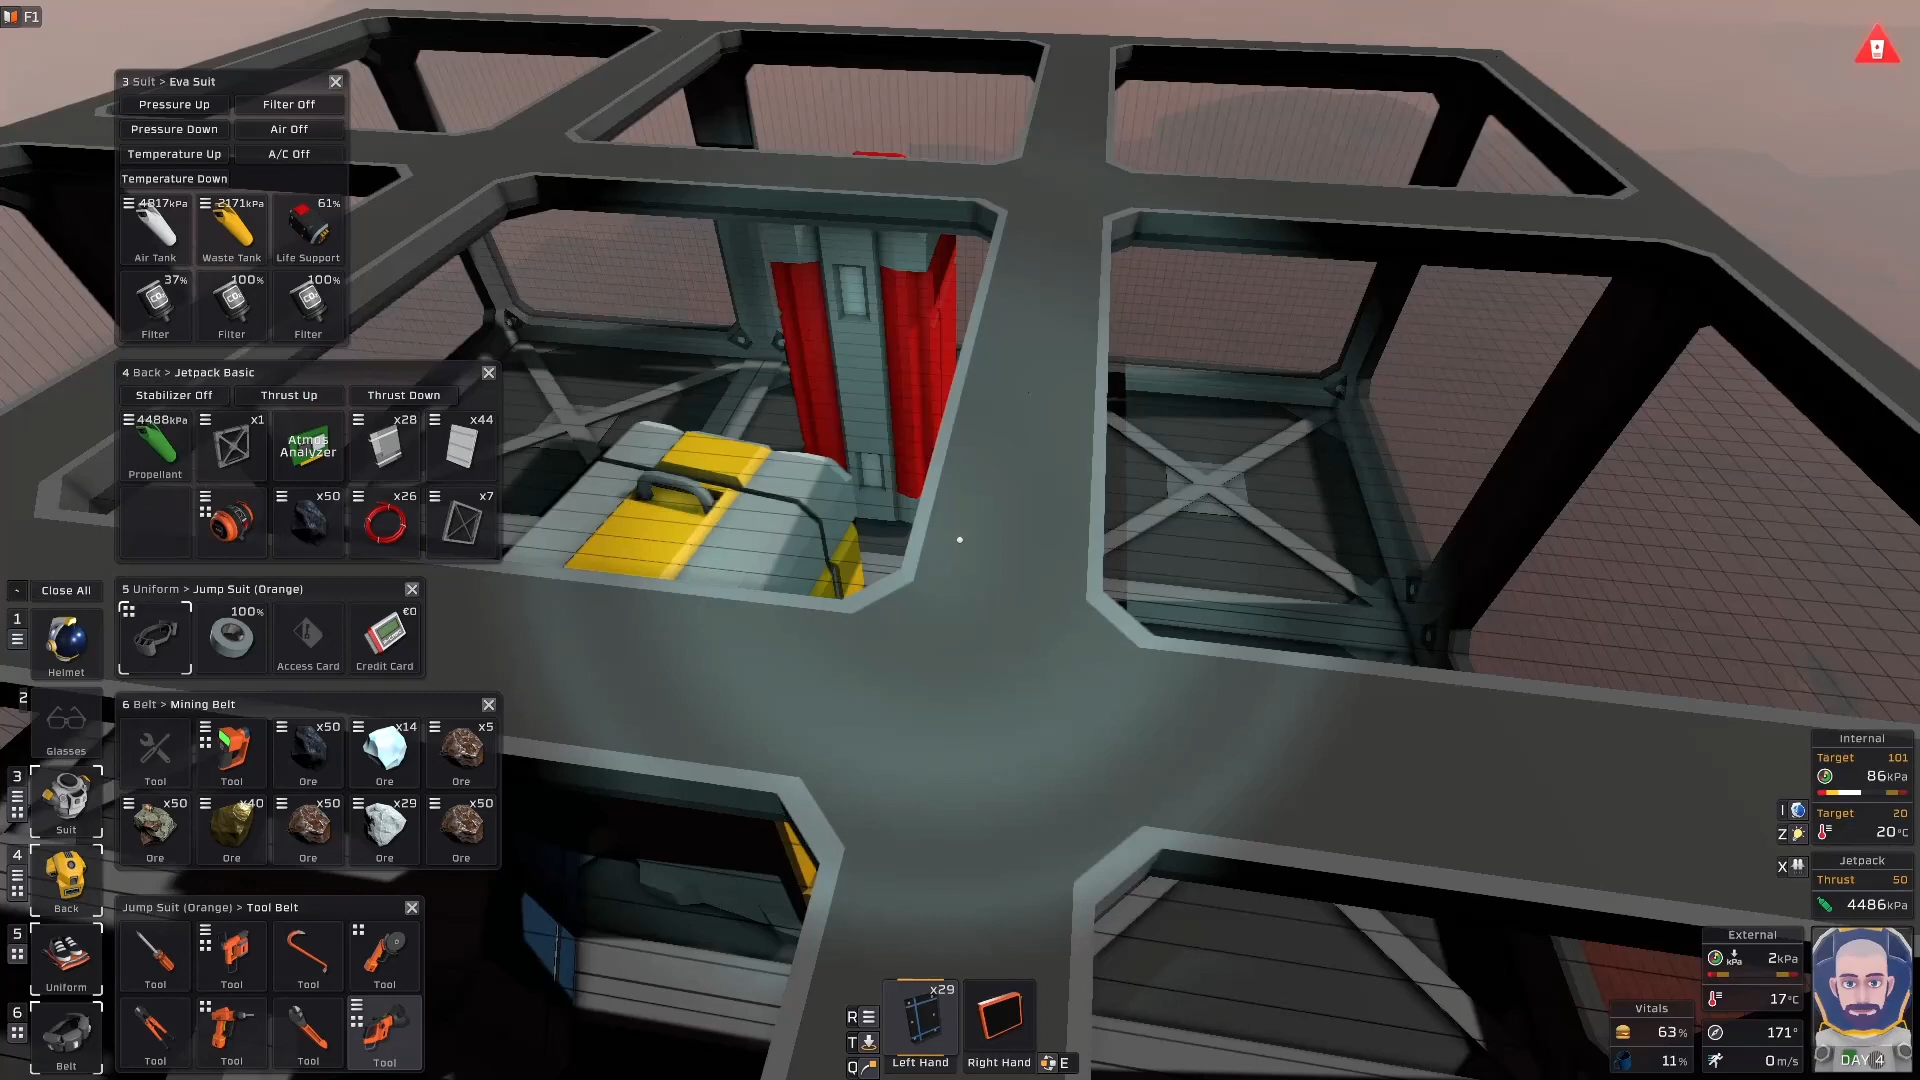 F1
3 Suit > Eva Suit
Pressure Up
Filter Off
Pressure Down
Air Off
Temperature Up
A/C Off
Temperature Down
4817kPa
2171kPa
61%
Air Tank
Waste Tank
Life Support
37%
100%
100%
Filter
Filter
Filter
4 Back > Jetpack Basic
Stabilizer Off
Thrust Up
Thrust Down
4488kPa
x1
x28
x44
Atmos
Analyzer
Propellant
x50
x26
x7
~
Close All
5 Uniform > Jump Suit (Orange)
100%
€0
Access Card
Credit Card
1
Helmet
2
Glasses
3
Suit
4
Back
5
Uniform
6
Belt
6 Belt > Mining Belt
x50
x14
x5
Tool
Tool
Ore
Ore
Ore
x50
x40
x50
x29
x50
Ore
Ore
Ore
Ore
Ore
Jump Suit (Orange) > Tool Belt
Tool
Tool
Tool
Tool
Tool
Tool
Tool
Tool
R
T
Q
x29
Left Hand
Right Hand
E
Internal
Target 101
86kPa
I
Target 20
Z
20°C
X
Jetpack
Thrust 50
4486kPa
External
kPa
2kPa
17°C
171°
0m/s
Vitals
63%
11%
DAY 4